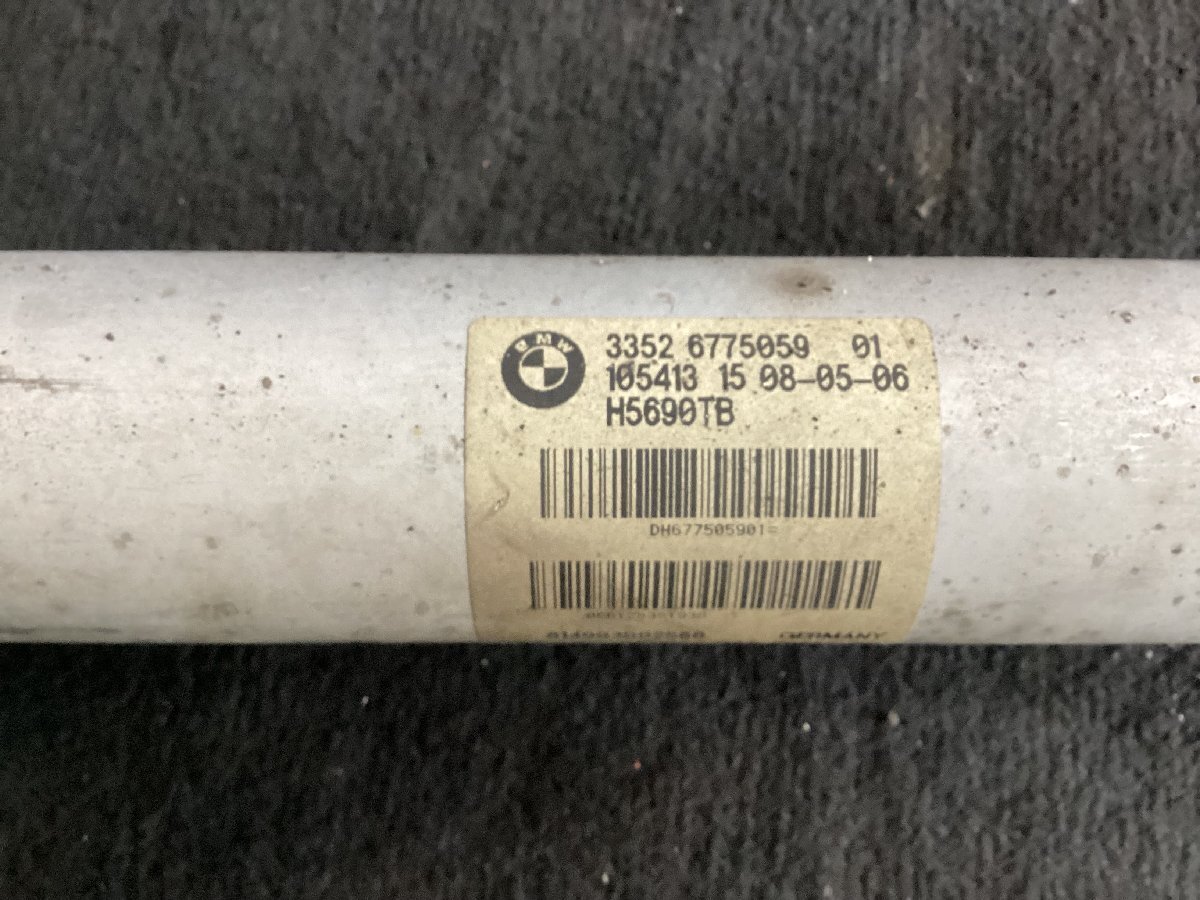 BMW
3352 6775059 01
105413 15 08-05-06
H5690TB
DH677505901=
GERMANY